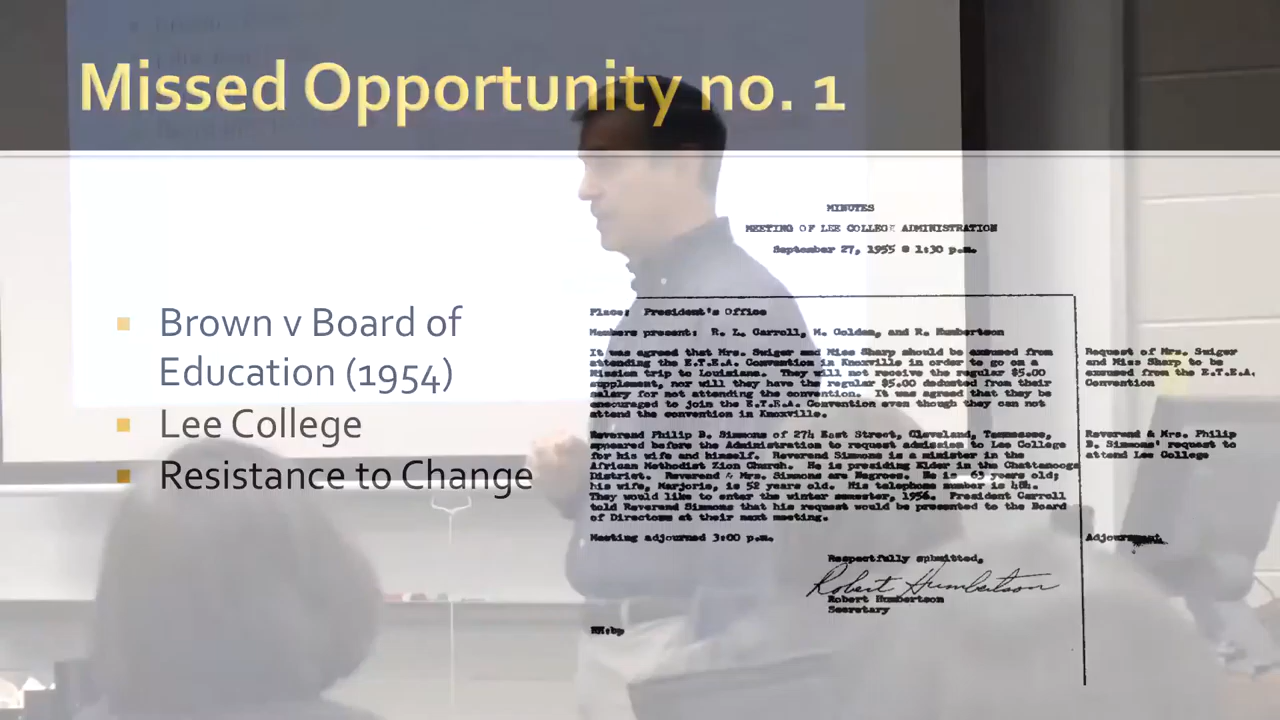 Missed Opportunity no. 1
Brown v Board of
Education (1954)
Lee College
Resistance to Change
MINUTES
MEETING OF LEE COLLEGE ADMINISTRATION
September 27, 1955 @ 1:30 p.m.
Place: President's Office
Members present: R. L. Carroll, M. Golden, and R. Humbertson
It was agreed that Mrs. Swiger and Miss Sharp should be excused from
attending the E.T.E.A. Convention in Knoxville in order to go on a
Mission trip to Louisiana. They will not receive the regular $5.00
supplement, nor will they have the regular $5.00 deducted from their
salary for not attending the convention. It was agreed that they be
encouraged to join the E.T.E.A. Convention even though they can not
attend the convention in Knoxville.
Request of Mrs. Swiger
and Miss Sharp to be
excused from the E.T.E.A.
Convention
Reverend Philip B. Simmons of 274 East Street, Cleveland, Tennessee,
appeared before the Administration to request admission to Lee College
for his wife and himself. Reverend Simmons is a minister in the
African Methodist Zion Church. He is presiding Elder in the Chattanooga
District. Reverend & Mrs. Simmons are Negroes. He is 63 years old;
his wife, Marjorie, is 52 years old. His telephone number is
They would like to enter the winter semester, 1956. President Carroll
told Reverend Simmons that his request would be presented to the Board
of Directors at their next meeting.
Reverend & Mrs. Philip
B. Simmons' request to
attend Lee College
Meeting adjourned 3:00 p.m.
Respectfully submitted,
Robert Humbertson
Robert Humbertson
Secretary
RH:bp